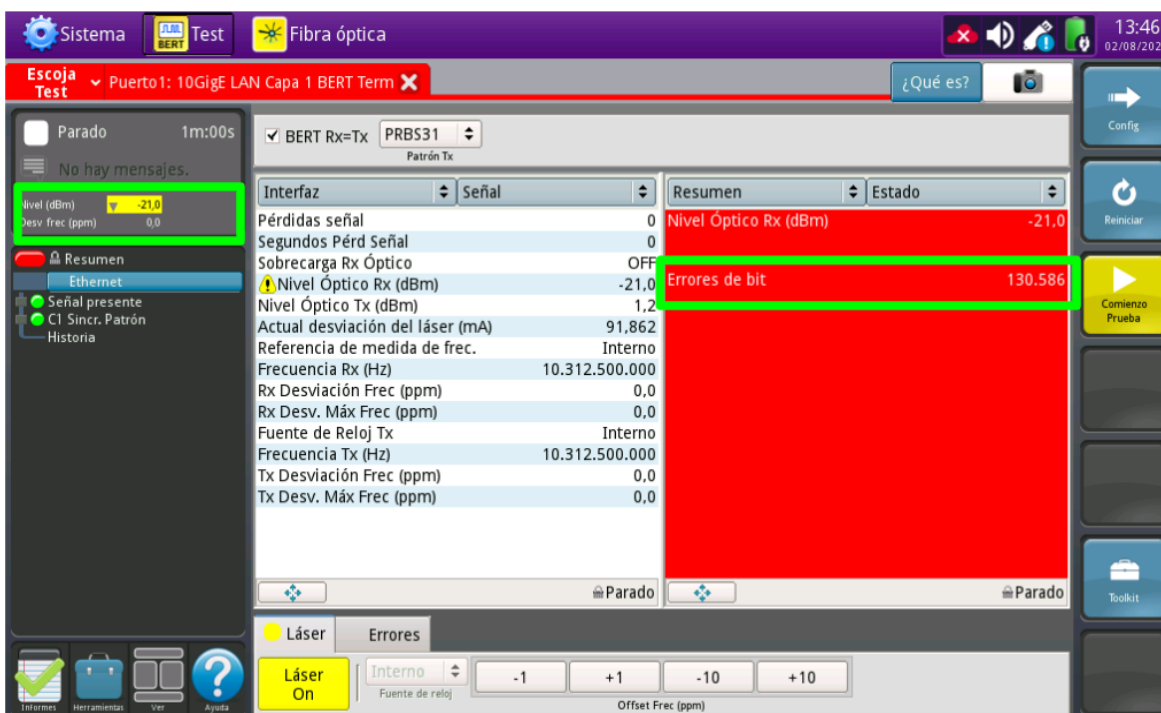 Sistema
BERT
Test
Fibra óptica
13:46
02/08/202
Escoja
Test
Puerto1: 10GigE LAN Capa 1 BERT Term
¿Qué es?
Parado 1m:00s
No hay mensajes.
Nivel (dBm) -21,0
Desv frec (ppm) 0,0
Resumen
Ethernet
Señal presente
C1 Sincr. Patrón
Historia
BERT Rx=Tx PRBS31
Patrón Tx
Interfaz Señal
Pérdidas señal 0
Segundos Pérd Señal 0
Sobrecarga Rx Óptico OFF
Nivel Óptico Rx (dBm) -21,0
Nivel Óptico Tx (dBm) 1,2
Actual desviación del láser (mA) 91,862
Referencia de medida de frec. Interno
Frecuencia Rx (Hz) 10.312.500.000
Rx Desviación Frec (ppm) 0,0
Rx Desv. Máx Frec (ppm) 0,0
Fuente de Reloj Tx Interno
Frecuencia Tx (Hz) 10.312.500.000
Tx Desviación Frec (ppm) 0,0
Tx Desv. Máx Frec (ppm) 0,0
Parado
Resumen Estado
Nivel Óptico Rx (dBm) -21,0
Errores de bit 130.586
Parado
Láser Errores
Láser
On
Interno
Fuente de reloj
-1 +1 -10 +10
Offset Frec (ppm)
Config
Reiniciar
Comienzo
Prueba
Toolkit
Informes Herramientas Ver Ayuda